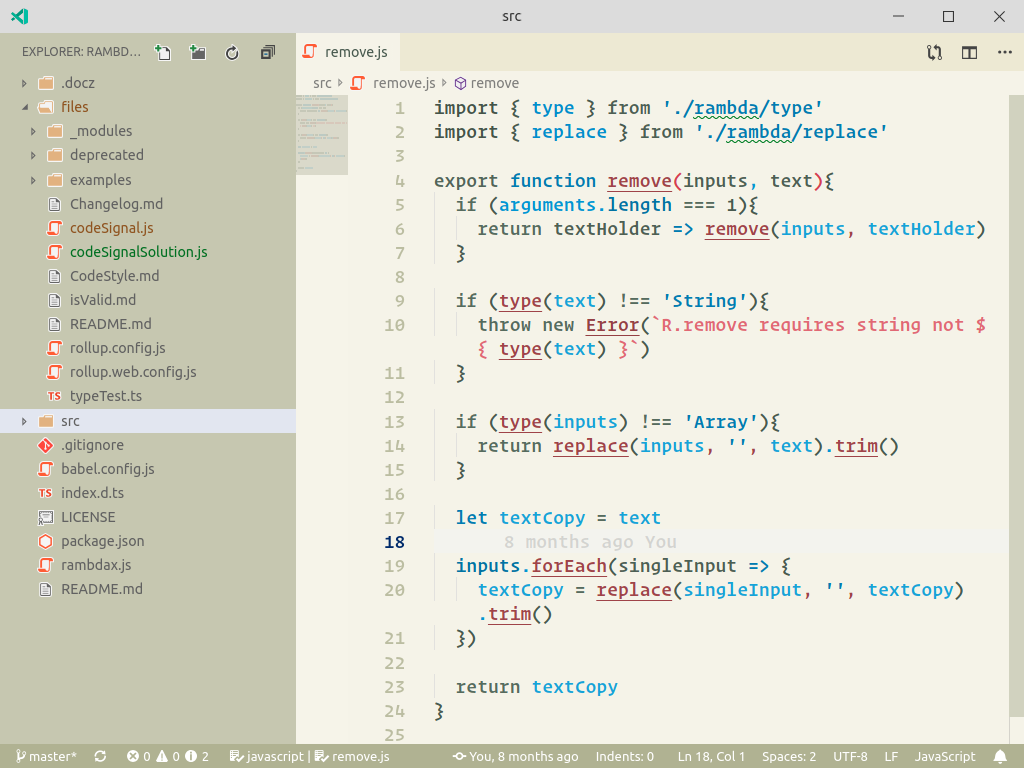 src
EXPLORER: RAMBD...
.docz
files
_modules
deprecated
examples
Changelog.md
codeSignal.js
codeSignalSolution.js
CodeStyle.md
isValid.md
README.md
rollup.config.js
rollup.web.config.js
TS typeTest.ts
src
.gitignore
babel.config.js
TS index.d.ts
LICENSE
package.json
rambdax.js
README.md
remove.js
src remove.js remove
1 import { type } from './rambda/type'
2 import { replace } from './rambda/replace'
3
4 export function remove(inputs, text){
5 if (arguments.length === 1){
6 return textHolder => remove(inputs, textHolder)
7 }
8
9 if (type(text) !== 'String'){
10 throw new Error(`R.remove requires string not $
{ type(text) }`)
11 }
12
13 if (type(inputs) !== 'Array'){
14 return replace(inputs, '', text).trim()
15 }
16
17 let textCopy = text
18 8 months ago You
19 inputs.forEach(singleInput => {
20 textCopy = replace(singleInput, '', textCopy)
.trim()
21 })
22
23 return textCopy
24 }
25
master* 0 0 2 javascript | remove.js You, 8 months ago Indents: 0 Ln 18, Col 1 Spaces: 2 UTF-8 LF JavaScript